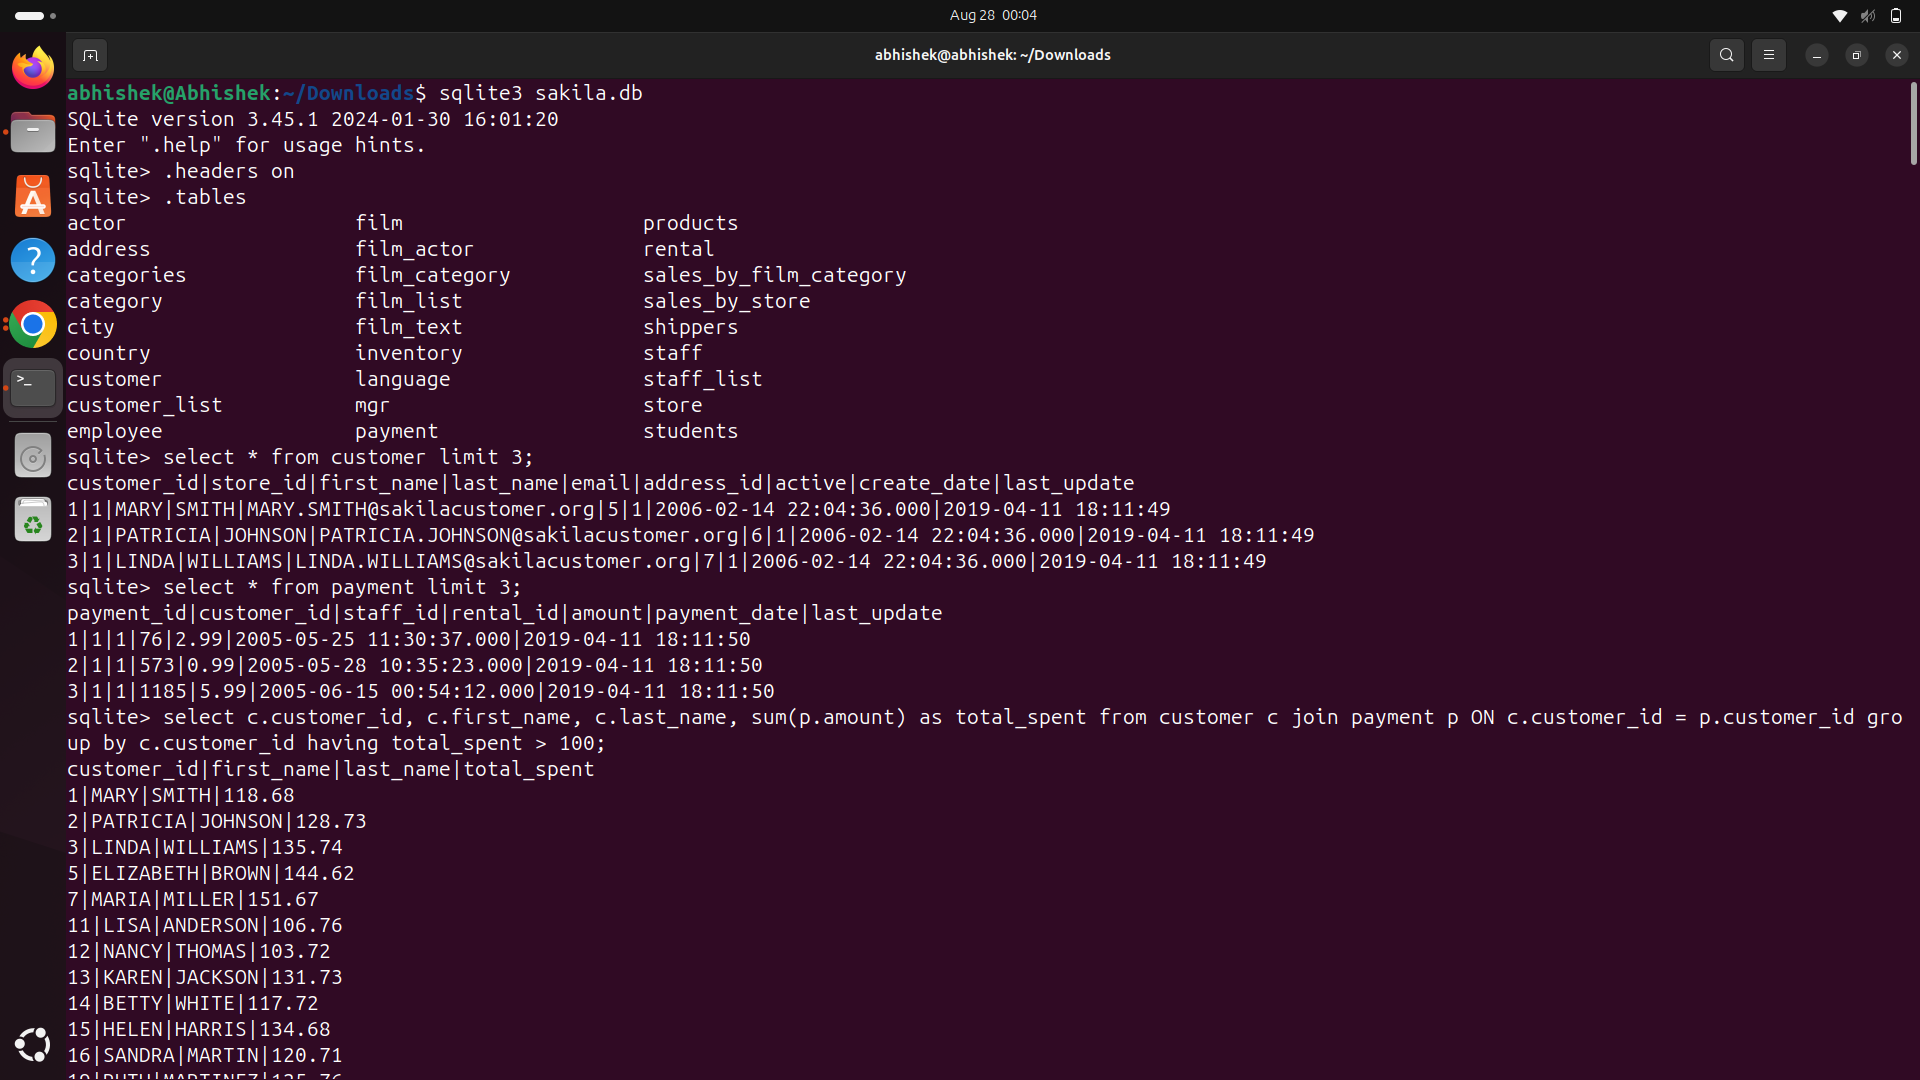 Aug 28 00:04
abhishek@abhishek: ~/Downloads
abhishek@Abhishek:~/Downloads$ sqlite3 sakila.db
SQLite version 3.45.1 2024-01-30 16:01:20
Enter ".help" for usage hints.
sqlite> .headers on
sqlite> .tables
actor film products
address film_actor rental
categories film_category sales_by_film_category
category film_list sales_by_store
city film_text shippers
country inventory staff
customer language staff_list
customer_list mgr store
employee payment students
sqlite> select * from customer limit 3;
customer_id|store_id|first_name|last_name|email|address_id|active|create_date|last_update
1|1|MARY|SMITH|MARY.SMITH@sakilacustomer.org|5|1|2006-02-14 22:04:36.000|2019-04-11 18:11:49
2|1|PATRICIA|JOHNSON|PATRICIA.JOHNSON@sakilacustomer.org|6|1|2006-02-14 22:04:36.000|2019-04-11 18:11:49
3|1|LINDA|WILLIAMS|LINDA.WILLIAMS@sakilacustomer.org|7|1|2006-02-14 22:04:36.000|2019-04-11 18:11:49
sqlite> select * from payment limit 3;
payment_id|customer_id|staff_id|rental_id|amount|payment_date|last_update
1|1|1|76|2.99|2005-05-25 11:30:37.000|2019-04-11 18:11:50
2|1|1|573|0.99|2005-05-28 10:35:23.000|2019-04-11 18:11:50
3|1|1|1185|5.99|2005-06-15 00:54:12.000|2019-04-11 18:11:50
sqlite> select c.customer_id, c.first_name, c.last_name, sum(p.amount) as total_spent from customer c join payment p ON c.customer_id = p.customer_id gro
up by c.customer_id having total_spent > 100;
customer_id|first_name|last_name|total_spent
1|MARY|SMITH|118.68
2|PATRICIA|JOHNSON|128.73
3|LINDA|WILLIAMS|135.74
5|ELIZABETH|BROWN|144.62
7|MARIA|MILLER|151.67
11|LISA|ANDERSON|106.76
12|NANCY|THOMAS|103.72
13|KAREN|JACKSON|131.73
14|BETTY|WHITE|117.72
15|HELEN|HARRIS|134.68
16|SANDRA|MARTIN|120.71